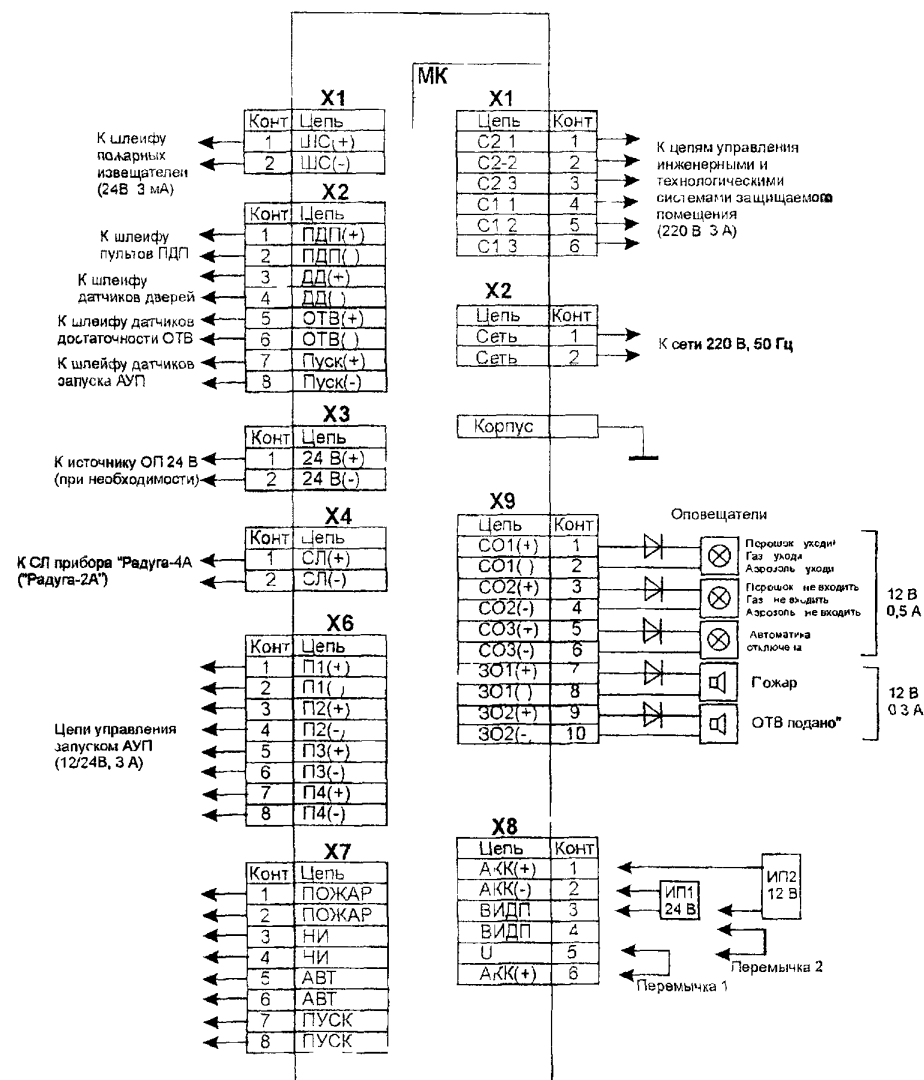 МК
X1
Конт Цепь
1 ШС(+)
2 ШС(-)
К шлейфу
пожарных
извещателей
(24В 3 мА)
X2
Конт Цепь
1 ПДП(+)
2 ПДП( )
3 ДД(+)
4 ДД( )
5 ОТВ(+)
6 ОТВ( )
7 Пуск(+)
8 Пуск(-)
К шлейфу
пультов ПДП
К шлейфу
датчиков дверей
К шлейфу датчиков
достаточности ОТВ
К шлейфу датчиков
запуска АУП
X3
Конт Цепь
1 24 В(+)
2 24 В(-)
К источнику ОП 24 В
(при необходимости)
X4
Конт Цепь
1 СЛ(+)
2 СЛ(-)
К СЛ прибора "Радуга-4А
("Радуга-2А")
X6
Конт Цепь
1 П1(+)
2 П1( )
3 П2(+)
4 П2(-)
5 П3(+)
6 П3(-)
7 П4(+)
8 П4(-)
Цепи управления
запуском АУП
(12/24В, 3 А)
X7
Конт Цепь
1 ПОЖАР
2 ПОЖАР
3 НИ
4 НИ
5 АВТ
6 АВТ
7 ПУСК
8 ПУСК
X1
Цепь Конт
С2 1 1
С2-2 2
С2 3 3
С1 1 4
С1 2 5
С1 3 6
К цепям управления
инженерными и
технологическими
системами защищаемого
помещения
(220 В 3 А)
X2
Цепь Конт
Сеть 1
Сеть 2
К сети 220 В, 50 Гц
Корпус
X9
Цепь Конт
СО1(+) 1
СО1( ) 2
СО2(+) 3
СО2(-) 4
СО3(+) 5
СО3(-) 6
ЗО1(+) 7
ЗО1( ) 8
ЗО2(+) 9
ЗО2(-) 10
Оповещатели
Порошок уходи!
Газ уходи
Аэрозоль уходи
Порошок не входить
Газ не входить
Аэрозоль не входить
Автоматика
отключена
12 В
0,5 А
Пожар
ОТВ подано"
12 В
0 3 А
X8
Цепь Конт
АКК(+) 1
АКК(-) 2
ВИДП 3
ВИДП 4
U 5
АКК(+) 6
ИП1
24 В
ИП2
12 В
Перемычка 1
Перемычка 2